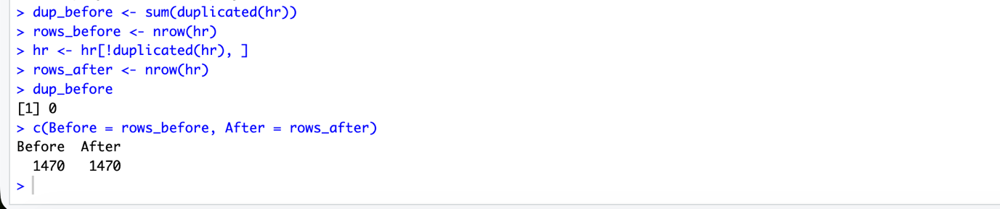 > dup_before <- sum(duplicated(hr))
> rows_before <- nrow(hr)
> hr <- hr[!duplicated(hr), ]
> rows_after <- nrow(hr)
> dup_before
[1] 0
> c(Before = rows_before, After = rows_after)
Before  After
  1470   1470
>